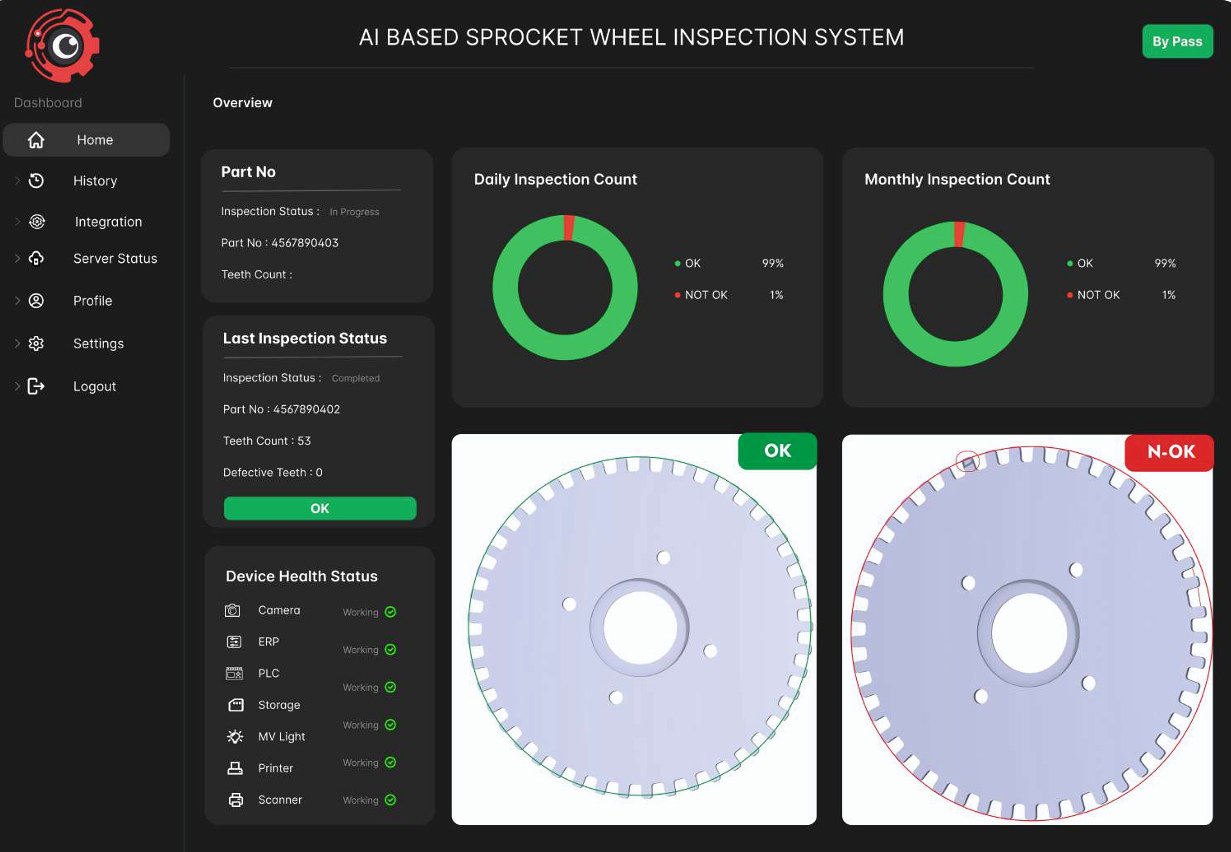 AI BASED SPROCKET WHEEL INSPECTION SYSTEM
By Pass
Dashboard
Home
History
Integration
Server Status
Profile
Settings
Logout
Overview
Part No
Inspection Status : In Progress
Part No : 4567890403
Teeth Count :
Last Inspection Status
Inspection Status : Completed
Part No : 4567890402
Teeth Count : 53
Defective Teeth : 0
OK
Device Health Status
Camera Working
ERP Working
PLC Working
Storage Working
MV Light Working
Printer Working
Scanner
Daily Inspection Count
OK 99%
NOT OK 1%
Monthly Inspection Count
OK 99%
NOT OK 1%
OK
N-OK